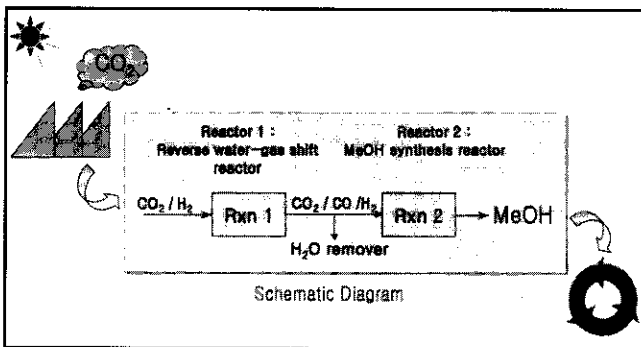 CO₂
Reactor 1 :
Reverse water-gas shift
reactor
Reactor 2 :
MeOH synthesis reactor
CO₂ / H₂
Rxn 1
CO₂ / CO /H₂
Rxn 2
MeOH
H₂O remover
Schematic Diagram